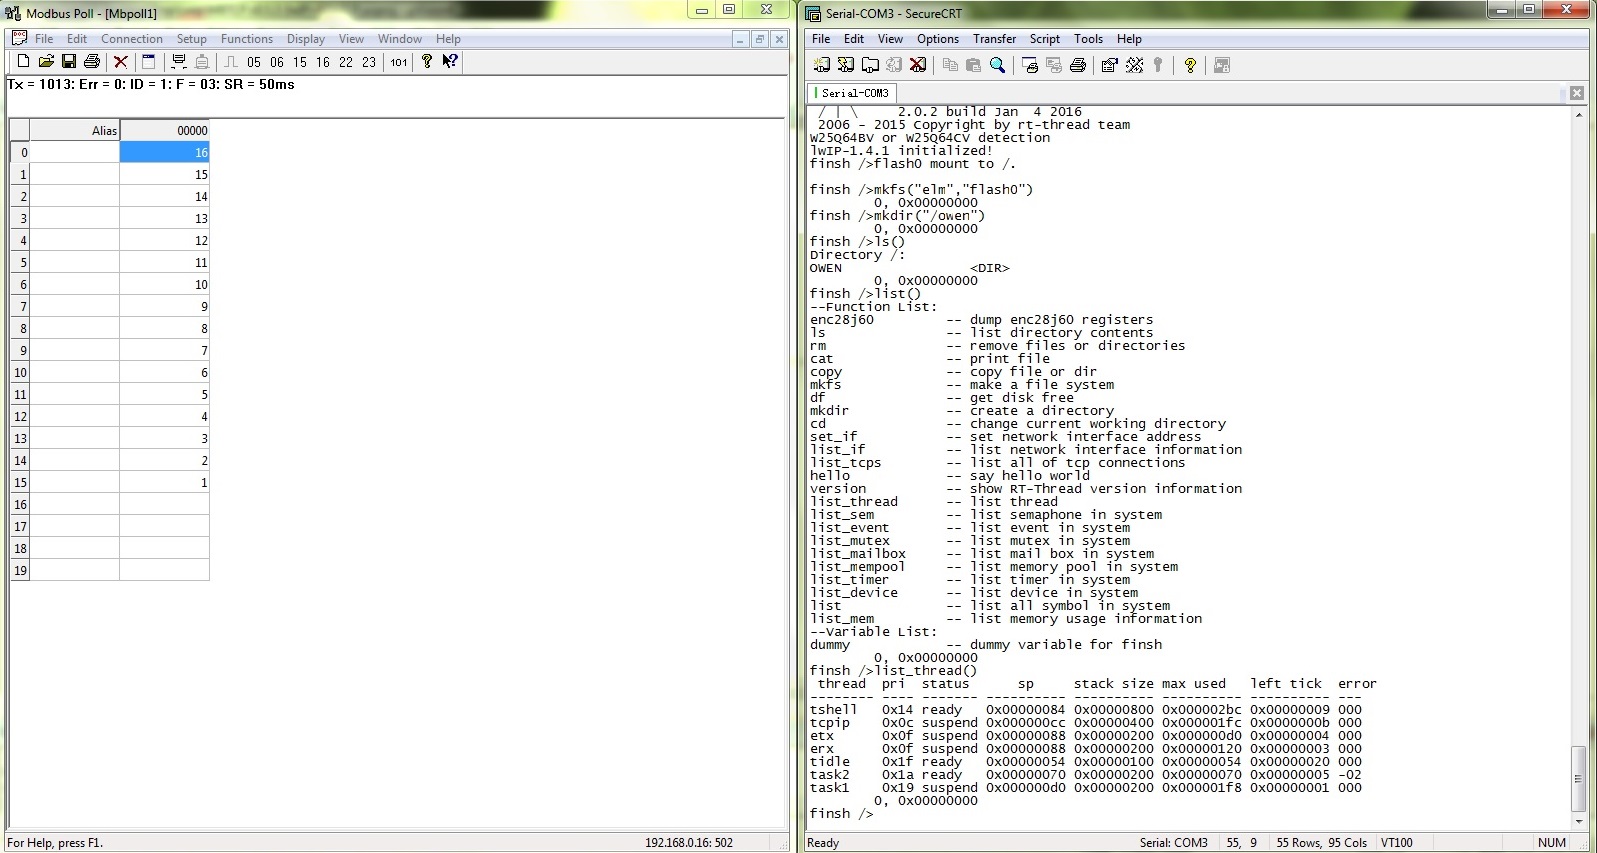 Modbus Poll - [Mbpoll1]
File Edit Connection Setup Functions Display View Window Help
05 06 15 16 22 23 101
Tx = 1013: Err = 0: ID = 1: F = 03: SR = 50ms
Alias 00000
0 16
1 15
2 14
3 13
4 12
5 11
6 10
7 9
8 8
9 7
10 6
11 5
12 4
13 3
14 2
15 1
16
17
18
19
For Help, press F1.
192.168.0.16: 502
Serial-COM3 - SecureCRT
File Edit View Options Transfer Script Tools Help
Serial-COM3
/ | \ 2.0.2 build Jan 4 2016
2006 - 2015 Copyright by rt-thread team
W25Q64BV or W25Q64CV detection
lwIP-1.4.1 initialized!
finsh />flash0 mount to /.
finsh />mkfs("elm","flash0")
0, 0x00000000
finsh />mkdir("/owen")
0, 0x00000000
finsh />ls()
Directory /:
OWEN <DIR>
0, 0x00000000
finsh />list()
--Function List:
enc28j60 -- dump enc28j60 registers
ls -- list directory contents
rm -- remove files or directories
cat -- print file
copy -- copy file or dir
mkfs -- make a file system
df -- get disk free
mkdir -- create a directory
cd -- change current working directory
set_if -- set network interface address
list_if -- list network interface information
list_tcps -- list all of tcp connections
hello -- say hello world
version -- show RT-Thread version information
list_thread -- list thread
list_sem -- list semaphone in system
list_event -- list event in system
list_mutex -- list mutex in system
list_mailbox -- list mail box in system
list_mempool -- list memory pool in system
list_timer -- list timer in system
list_device -- list device in system
list -- list all symbol in system
list_mem -- list memory usage information
--Variable List:
dummy -- dummy variable for finsh
0, 0x00000000
finsh />list_thread()
thread pri status sp stack size max used left tick error
-------- ---- ------- ---------- ---------- ---------- ---------- ---
tshell 0x14 ready 0x00000084 0x00000800 0x000002bc 0x00000009 000
tcpip 0x0c suspend 0x000000cc 0x00000400 0x000001fc 0x0000000b 000
etx 0x0f suspend 0x00000088 0x00000200 0x000000d0 0x00000004 000
erx 0x0f suspend 0x00000088 0x00000200 0x00000120 0x00000003 000
tidle 0x1f ready 0x00000054 0x00000100 0x00000054 0x00000020 000
task2 0x1a ready 0x00000070 0x00000200 0x00000070 0x00000005 -02
task1 0x19 suspend 0x000000d0 0x00000200 0x000001f8 0x00000001 000
0, 0x00000000
finsh />
Ready
Serial: COM3 55, 9 55 Rows, 95 Cols VT100 NUM